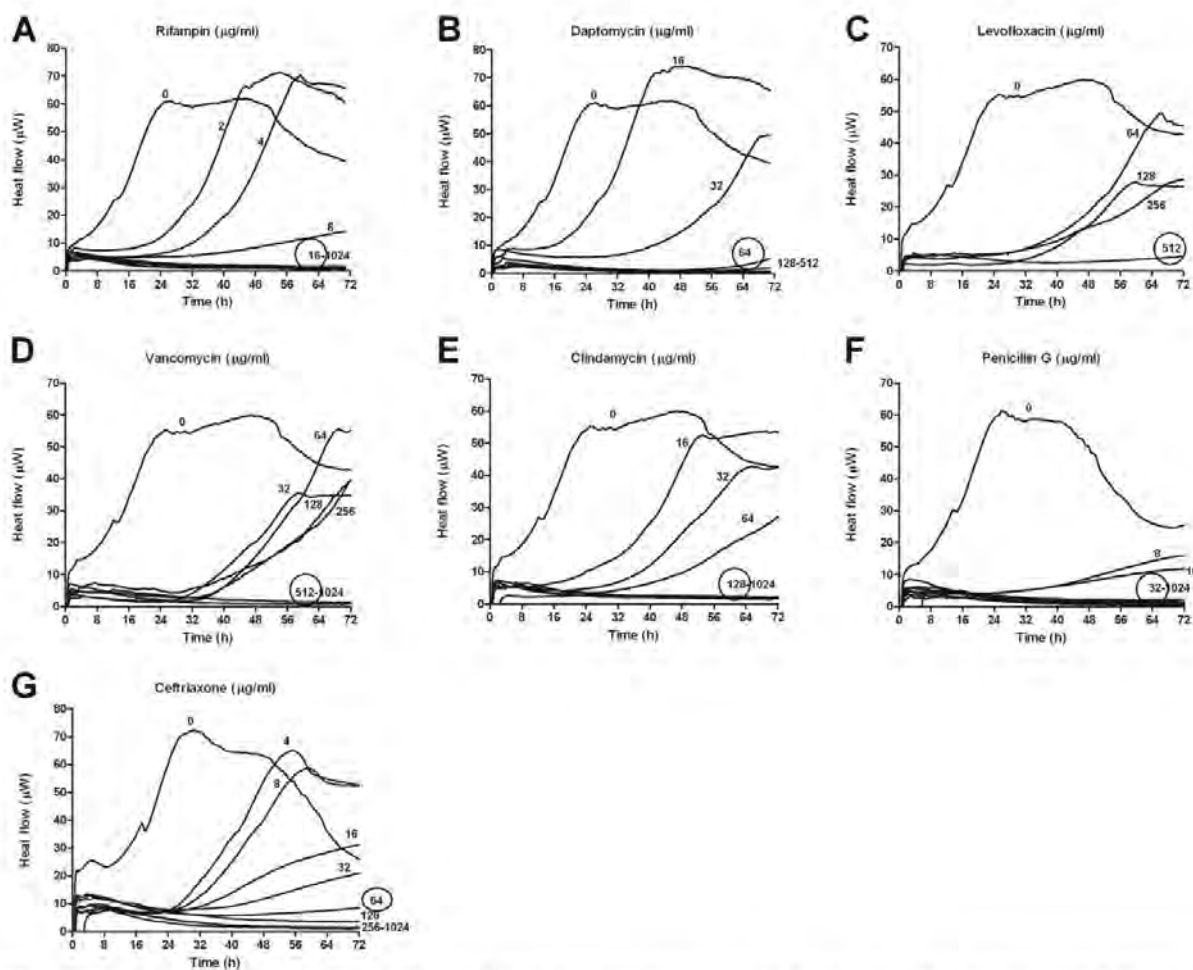 A
Rifampin (µg/ml)
Heat flow (µW)
80
70
60
50
40
30
20
10
0
0
2
4
8
16-1024
0 8 16 24 32 40 48 56 64 72
Time (h)
B
Daptomycin (µg/ml)
Heat flow (µW)
80
70
60
50
40
30
20
10
0
0
16
32
64
128-512
0 8 16 24 32 40 48 56 64 72
Time (h)
C
Levofloxacin (µg/ml)
Heat flow (µW)
70
60
50
40
30
20
10
0
0
64
128
256
512
0 8 16 24 32 40 48 56 64 72
Time (h)
D
Vancomycin (µg/ml)
Heat flow (µW)
70
60
50
40
30
20
10
0
0
64
32
128
256
512-1024
0 8 16 24 32 40 48 56 64 72
Time (h)
E
Clindamycin (µg/ml)
Heat flow (µW)
70
60
50
40
30
20
10
0
0
16
32
64
128-1024
0 8 16 24 32 40 48 56 64 72
Time (h)
F
Penicillin G (µg/ml)
Heat flow (µW)
70
60
50
40
30
20
10
0
0
8
32-1024
0 8 16 24 32 40 48 56 64 72
Time (h)
G
Ceftriaxone (µg/ml)
Heat flow (µW)
80
70
60
50
40
30
20
10
0
0
4
8
16
32
64
128
256-1024
0 8 16 24 32 40 48 56 64 72
Time (h)